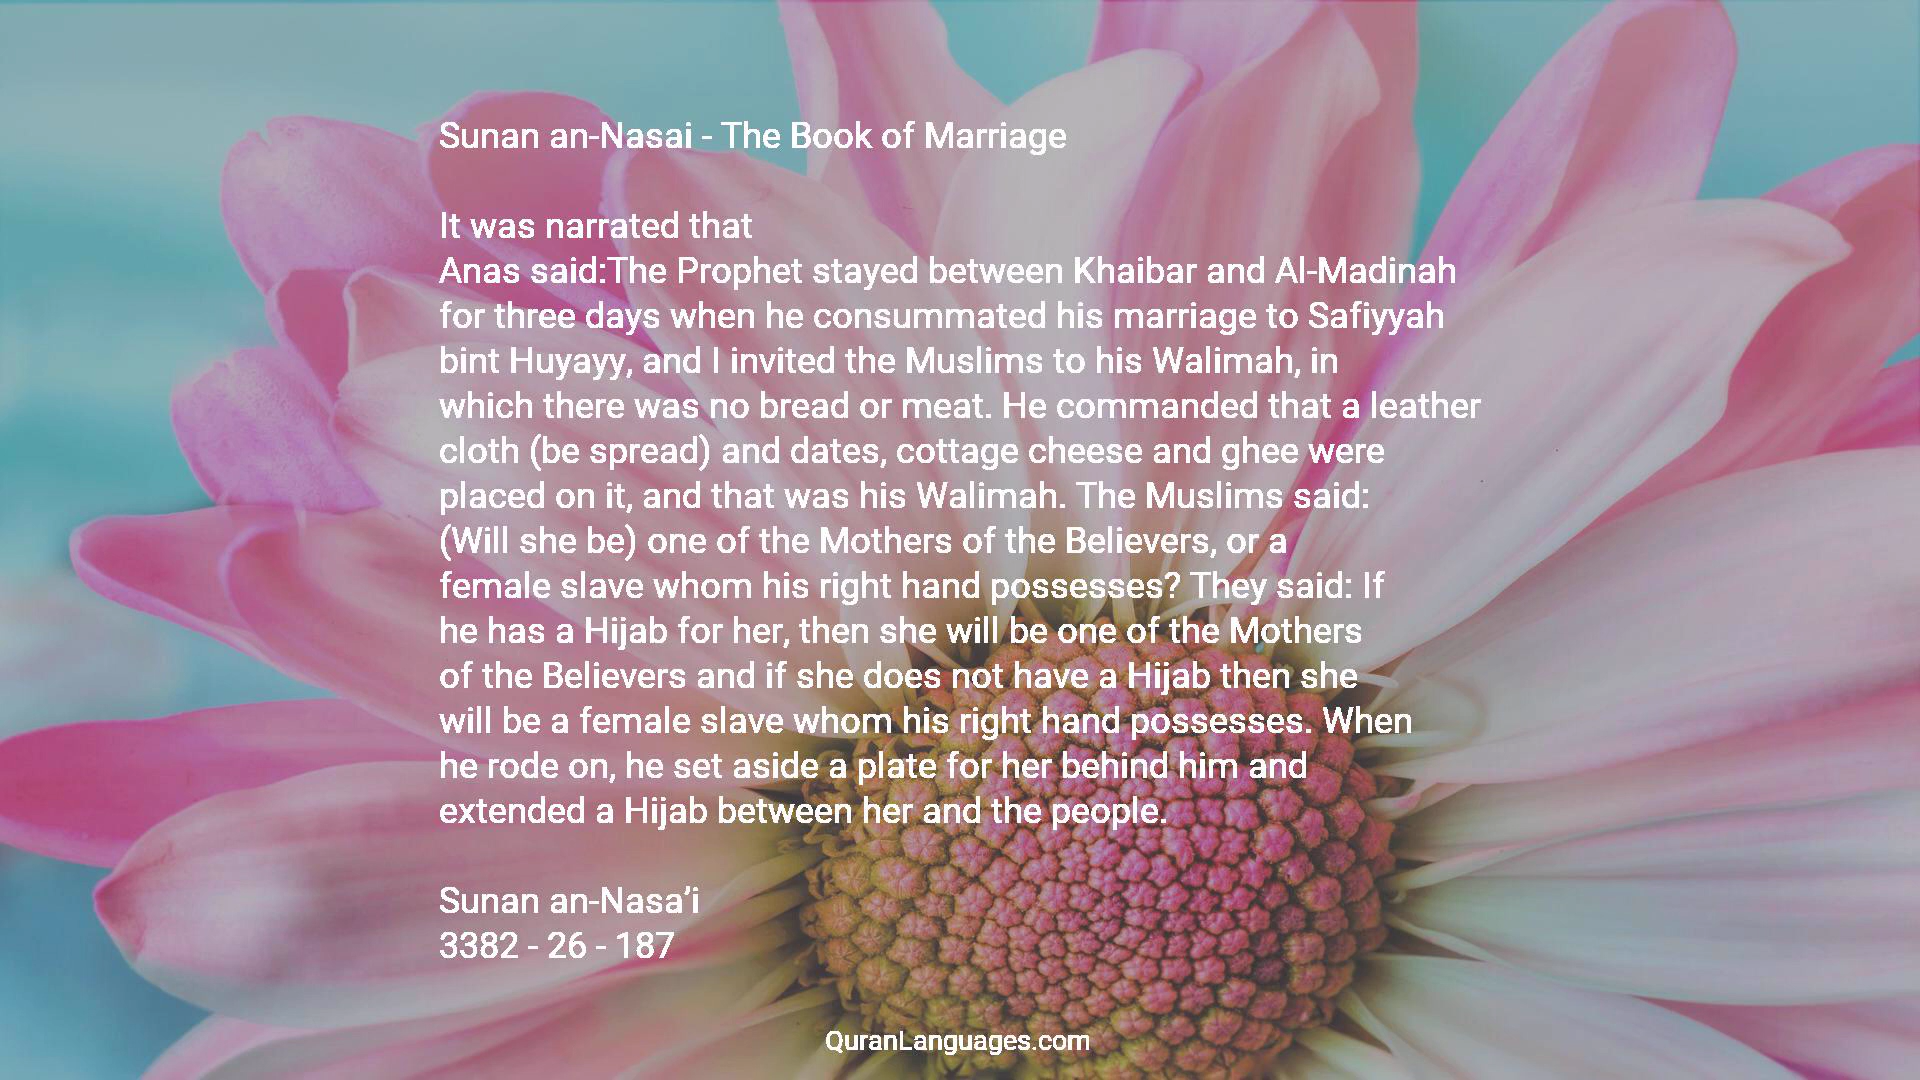 Sunan an-Nasai - The Book of Marriage
It was narrated that
Anas said:The Prophet stayed between Khaibar and Al-Madinah
for three days when he consummated his marriage to Safiyyah
bint Huyayy, and I invited the Muslims to his Walimah, in
which there was no bread or meat. He commanded that a leather
cloth (be spread) and dates, cottage cheese and ghee were
placed on it, and that was his Walimah. The Muslims said:
(Will she be) one of the Mothers of the Believers, or a
female slave whom his right hand possesses? They said: If
he has a Hijab for her, then she will be one of the Mothers
of the Believers and if she does not have a Hijab then she
will be a female slave whom his right hand possesses. When
he rode on, he set aside a plate for her behind him and
extended a Hijab between her and the people.
Sunan an-Nasa’i
3382 - 26 - 187
QuranLanguages.com